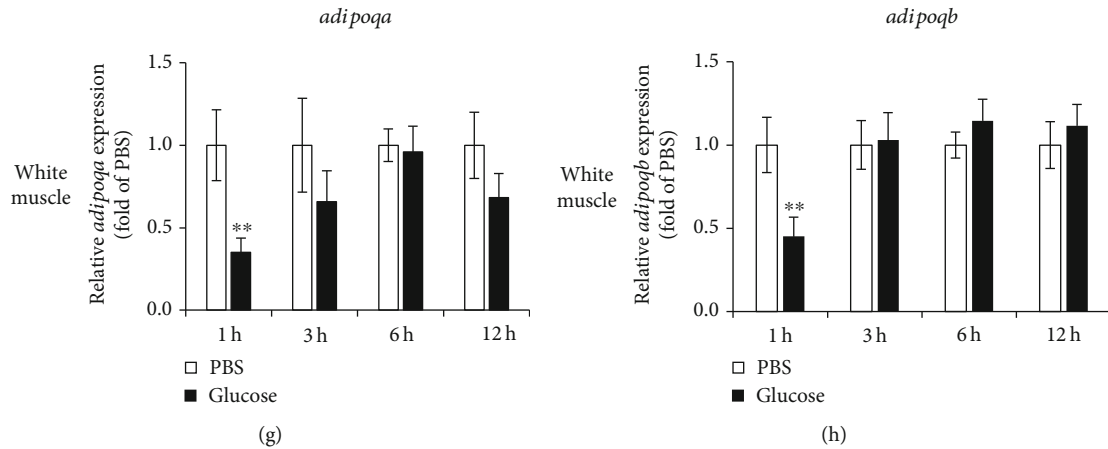 adipoqa
White
muscle
Relative adipoqa expression
(fold of PBS)
1.5
1.0
0.5
0.0
**
1 h
3 h
6 h
12 h
PBS
Glucose
(g)
adipoqb
White
muscle
Relative adipoqb expression
(fold of PBS)
1.5
1.0
0.5
0.0
**
1 h
3 h
6 h
12 h
PBS
Glucose
(h)